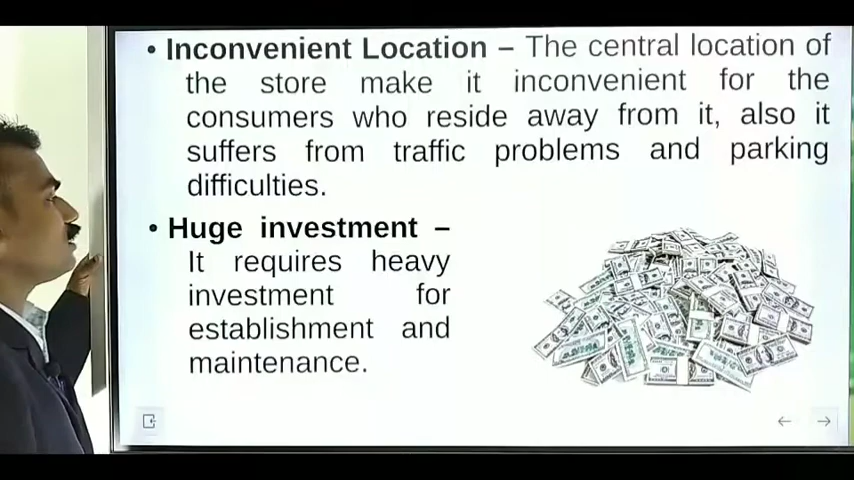 • Inconvenient Location – The central location of
the store make it inconvenient for the
consumers who reside away from it, also it
suffers from traffic problems and parking
difficulties.
• Huge investment –
It requires heavy
investment for
establishment and
maintenance.